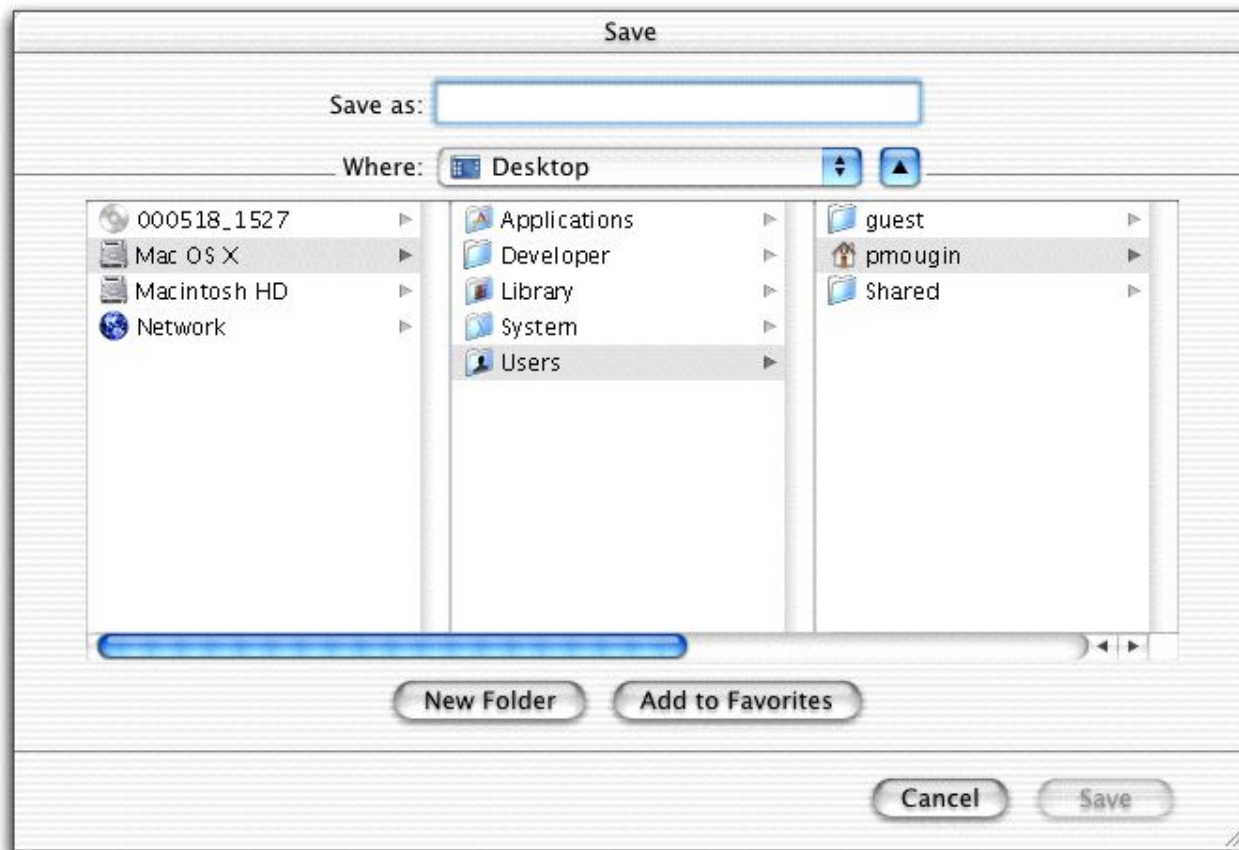 Save
Save as:
Where: Desktop
000518_1527
Mac OS X
Macintosh HD
Network
Applications
Developer
Library
System
Users
guest
pmougin
Shared
New Folder
Add to Favorites
Cancel
Save